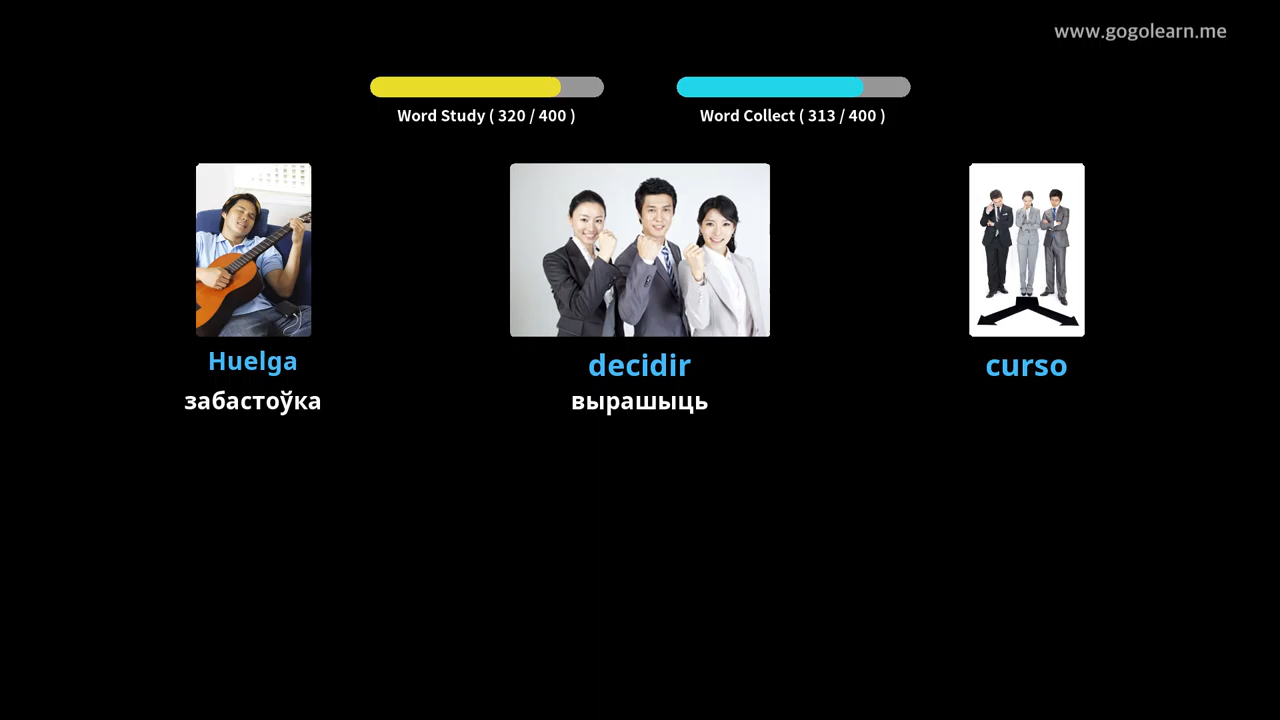 www.gogolearn.me
Word Study ( 320 / 400 )
Word Collect ( 313 / 400 )
Huelga
decidir
curso
забастоўка
вырашыць